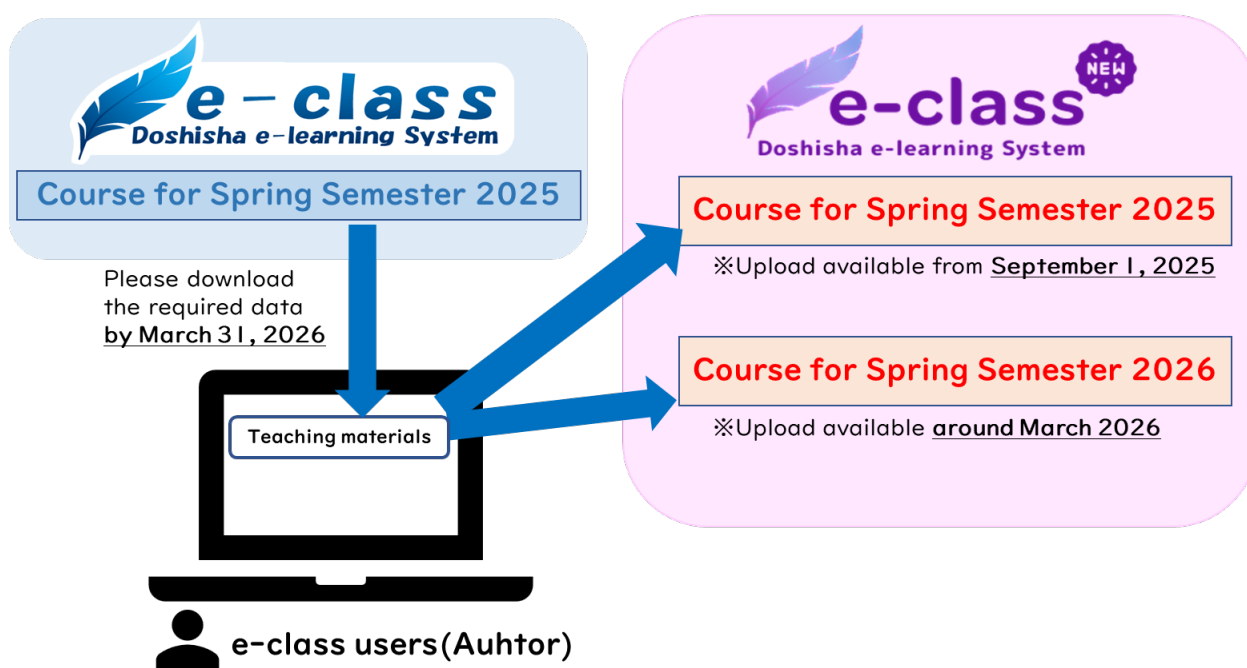 e-class
Doshisha e-learning System
Course for Spring Semester 2025
Please download
the required data
by March 31, 2026
Teaching materials
e-class users(Auhtor)
e-class
NEW
Doshisha e-learning System
Course for Spring Semester 2025
※Upload available from September 1, 2025
Course for Spring Semester 2026
※Upload available around March 2026